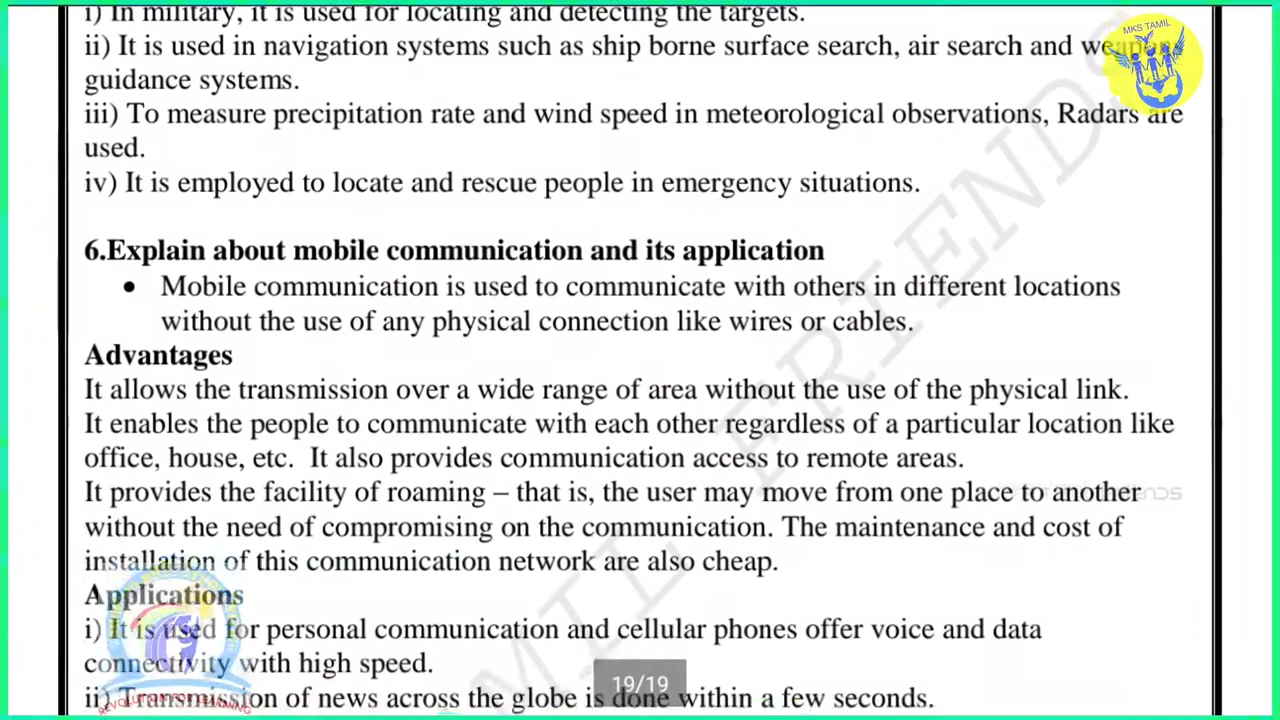 i) In military, it is used for locating and detecting the targets.
MKS TAMIL
ii) It is used in navigation systems such as ship borne surface search, air search and weapons
guidance systems.
iii) To measure precipitation rate and wind speed in meteorological observations, Radars are
used.
iv) It is employed to locate and rescue people in emergency situations.
6.Explain about mobile communication and its application
• Mobile communication is used to communicate with others in different locations
without the use of any physical connection like wires or cables.
Advantages
It allows the transmission over a wide range of area without the use of the physical link.
It enables the people to communicate with each other regardless of a particular location like
office, house, etc. It also provides communication access to remote areas.
It provides the facility of roaming – that is, the user may move from one place to another
without the need of compromising on the communication. The maintenance and cost of
installation of this communication network are also cheap.
Applications
i) It is used for personal communication and cellular phones offer voice and data
connectivity with high speed.
19/19
ii) Transmission of news across the globe is done within a few seconds.
REVOLUTION FOR LEARNING
MIL FRIENDS